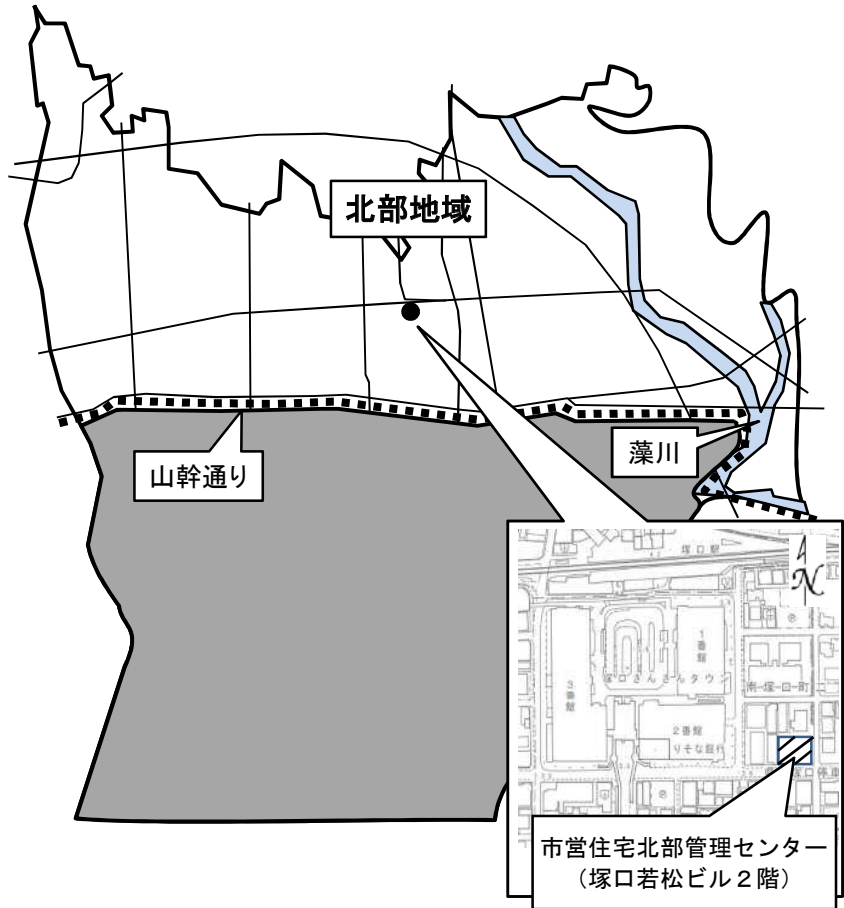 北部地域
山幹通り
藻川
塚口駅
N
1番館
3番館
塚口さんさんタウン
南塚口町
2番館
りそな銀行
市営住宅北部管理センター
(塚口若松ビル2階)